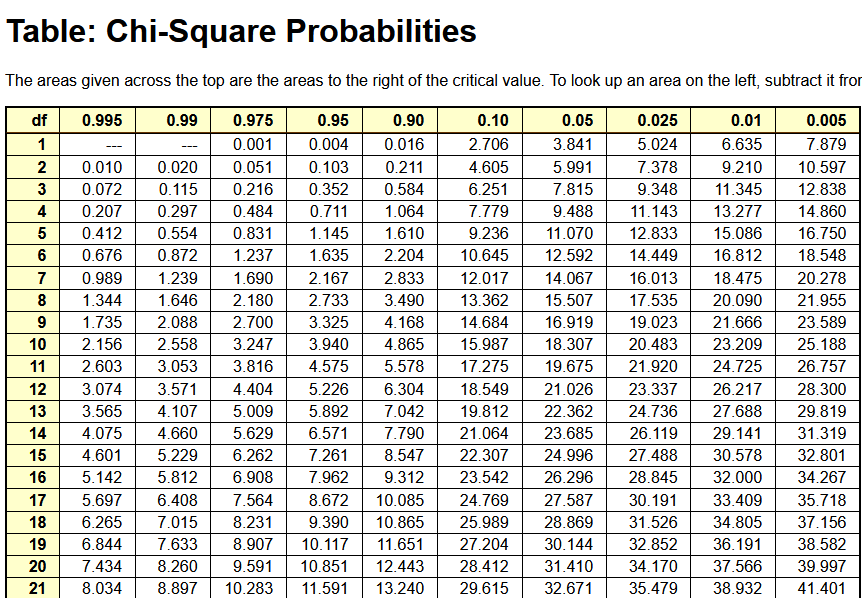 Table: Chi-Square Probabilities
The areas given across the top are the areas to the right of the critical value. To look up an area on the left, subtract it fror
df 0.995 0.99 0.975 0.95 0.90 0.10 0.05 0.025 0.01 0.005
1 --- --- 0.001 0.004 0.016 2.706 3.841 5.024 6.635 7.879
2 0.010 0.020 0.051 0.103 0.211 4.605 5.991 7.378 9.210 10.597
3 0.072 0.115 0.216 0.352 0.584 6.251 7.815 9.348 11.345 12.838
4 0.207 0.297 0.484 0.711 1.064 7.779 9.488 11.143 13.277 14.860
5 0.412 0.554 0.831 1.145 1.610 9.236 11.070 12.833 15.086 16.750
6 0.676 0.872 1.237 1.635 2.204 10.645 12.592 14.449 16.812 18.548
7 0.989 1.239 1.690 2.167 2.833 12.017 14.067 16.013 18.475 20.278
8 1.344 1.646 2.180 2.733 3.490 13.362 15.507 17.535 20.090 21.955
9 1.735 2.088 2.700 3.325 4.168 14.684 16.919 19.023 21.666 23.589
10 2.156 2.558 3.247 3.940 4.865 15.987 18.307 20.483 23.209 25.188
11 2.603 3.053 3.816 4.575 5.578 17.275 19.675 21.920 24.725 26.757
12 3.074 3.571 4.404 5.226 6.304 18.549 21.026 23.337 26.217 28.300
13 3.565 4.107 5.009 5.892 7.042 19.812 22.362 24.736 27.688 29.819
14 4.075 4.660 5.629 6.571 7.790 21.064 23.685 26.119 29.141 31.319
15 4.601 5.229 6.262 7.261 8.547 22.307 24.996 27.488 30.578 32.801
16 5.142 5.812 6.908 7.962 9.312 23.542 26.296 28.845 32.000 34.267
17 5.697 6.408 7.564 8.672 10.085 24.769 27.587 30.191 33.409 35.718
18 6.265 7.015 8.231 9.390 10.865 25.989 28.869 31.526 34.805 37.156
19 6.844 7.633 8.907 10.117 11.651 27.204 30.144 32.852 36.191 38.582
20 7.434 8.260 9.591 10.851 12.443 28.412 31.410 34.170 37.566 39.997
21 8.034 8.897 10.283 11.591 13.240 29.615 32.671 35.479 38.932 41.401